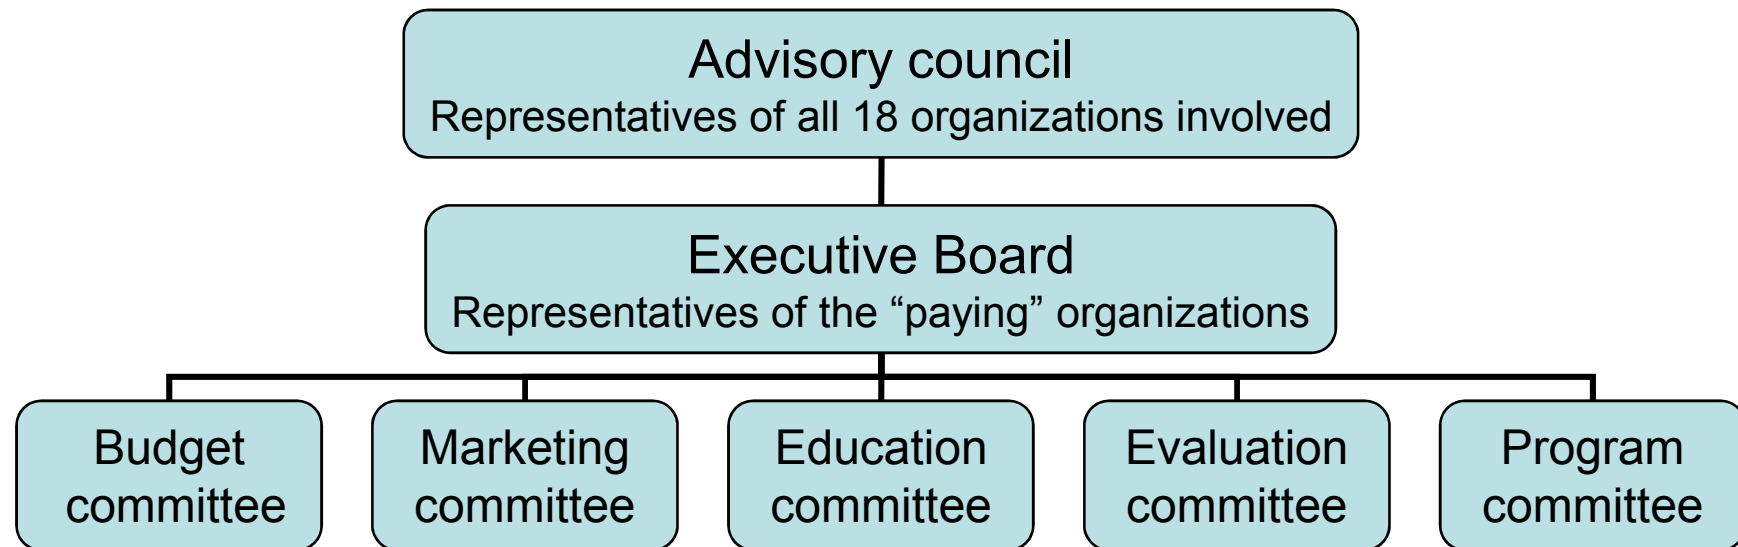 Advisory council
Representatives of all 18 organizations involved
Executive Board
Representatives of the “paying” organizations
Budget
committee
Marketing
committee
Education
committee
Evaluation
committee
Program
committee